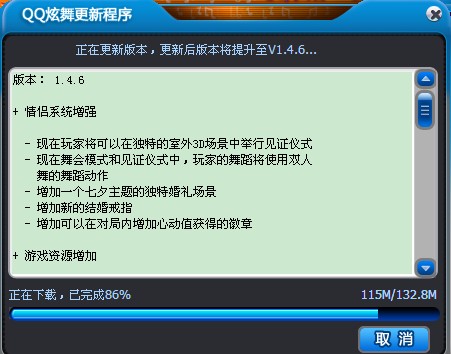 QQ炫舞更新程序
正在更新版本，更新后版本将提升至V1.4.6...
版本： 1.4.6
+ 情侣系统增强
- 现在玩家将可以在独特的室外3D场景中举行见证仪式
- 现在舞会模式和见证仪式中，玩家的舞蹈将使用双人
舞的舞蹈动作
- 增加一个七夕主题的独特婚礼场景
- 增加新的结婚戒指
- 增加可以在对局内增加心动值获得的徽章
+ 游戏资源增加
正在下载，已完成86%
115M/132.8M
取 消